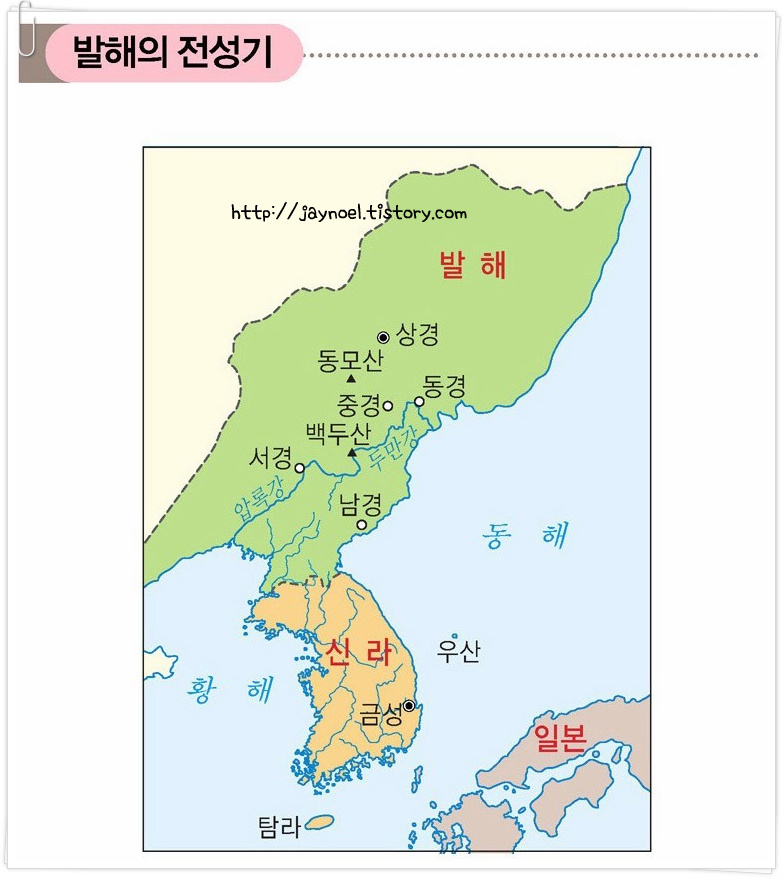 발해의 전성기
http://jaynoel.tistory.com
발 해
상경
동모산
동경
중경
백두산
두만강
서경
압록강
남경
동 해
신 라
우산
황 해
금성
일본
탐라